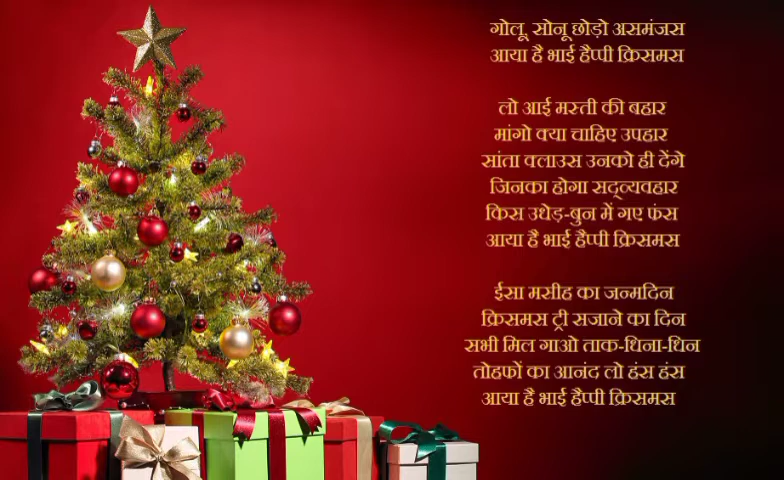 गोलू, सोनू छोड़ो असमंजस
आया है भाई हैप्पी क्रिसमस
लो आई मस्ती की बहार
मांगो क्या चाहिए उपहार
सांता क्लाउस उनको ही देंगे
जिनका होगा सद्व्यवहार
किस उधेड़-बुन में गए फंस
आया है भाई हैप्पी क्रिसमस
ईसा मसीह का जन्मदिन
क्रिसमस ट्री सजाने का दिन
सभी मिल गाओ ताक-धिना-धिन
तोहफों का आनंद लो हंस हंस
आया है भाई हैप्पी क्रिसमस